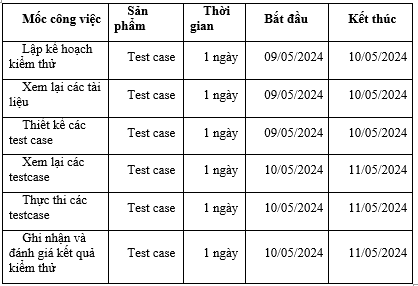 Mốc công việc
Sản phẩm
Thời gian
Bắt đầu
Kết thúc
Lập kế hoạch
kiểm thử
Test case
1 ngày
09/05/2024
10/05/2024
Xem lại các tài
liệu
Test case
1 ngày
09/05/2024
10/05/2024
Thiết kế các
test case
Test case
1 ngày
09/05/2024
10/05/2024
Xem lại các
testcase
Test case
1 ngày
10/05/2024
11/05/2024
Thực thi các
testcase
Test case
1 ngày
10/05/2024
11/05/2024
Ghi nhận và
đánh giá kết quả
kiểm thử
Test case
1 ngày
10/05/2024
11/05/2024